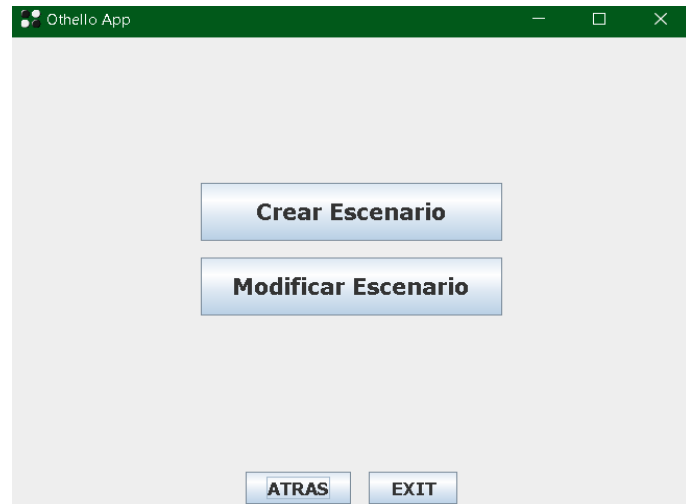 Othello App
Crear Escenario
Modificar Escenario
ATRAS EXIT